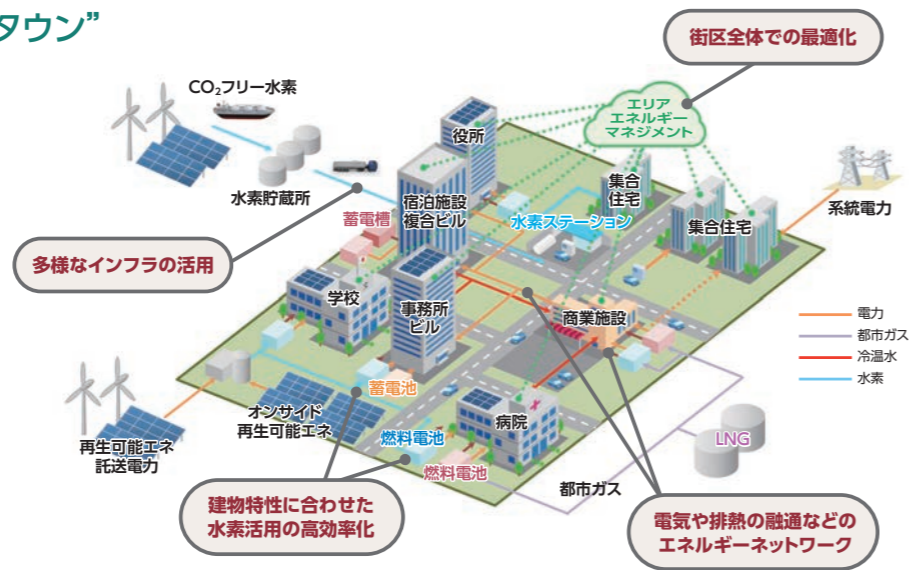 タウン”
街区全体での最適化
CO₂フリー水素
エリア
エネルギー
マネジメント
役所
水素貯蔵所
宿泊施設
複合ビル
集合
住宅
系統電力
蓄電槽
水素ステーション
集合住宅
多様なインフラの活用
学校
事務所
ビル
商業施設
電力
都市ガス
冷温水
水素
蓄電池
オンサイド
再生可能エネ
病院
再生可能エネ
託送電力
燃料電池
燃料電池
LNG
都市ガス
建物特性に合わせた
水素活用の高効率化
電気や排熱の融通などの
エネルギーネットワーク